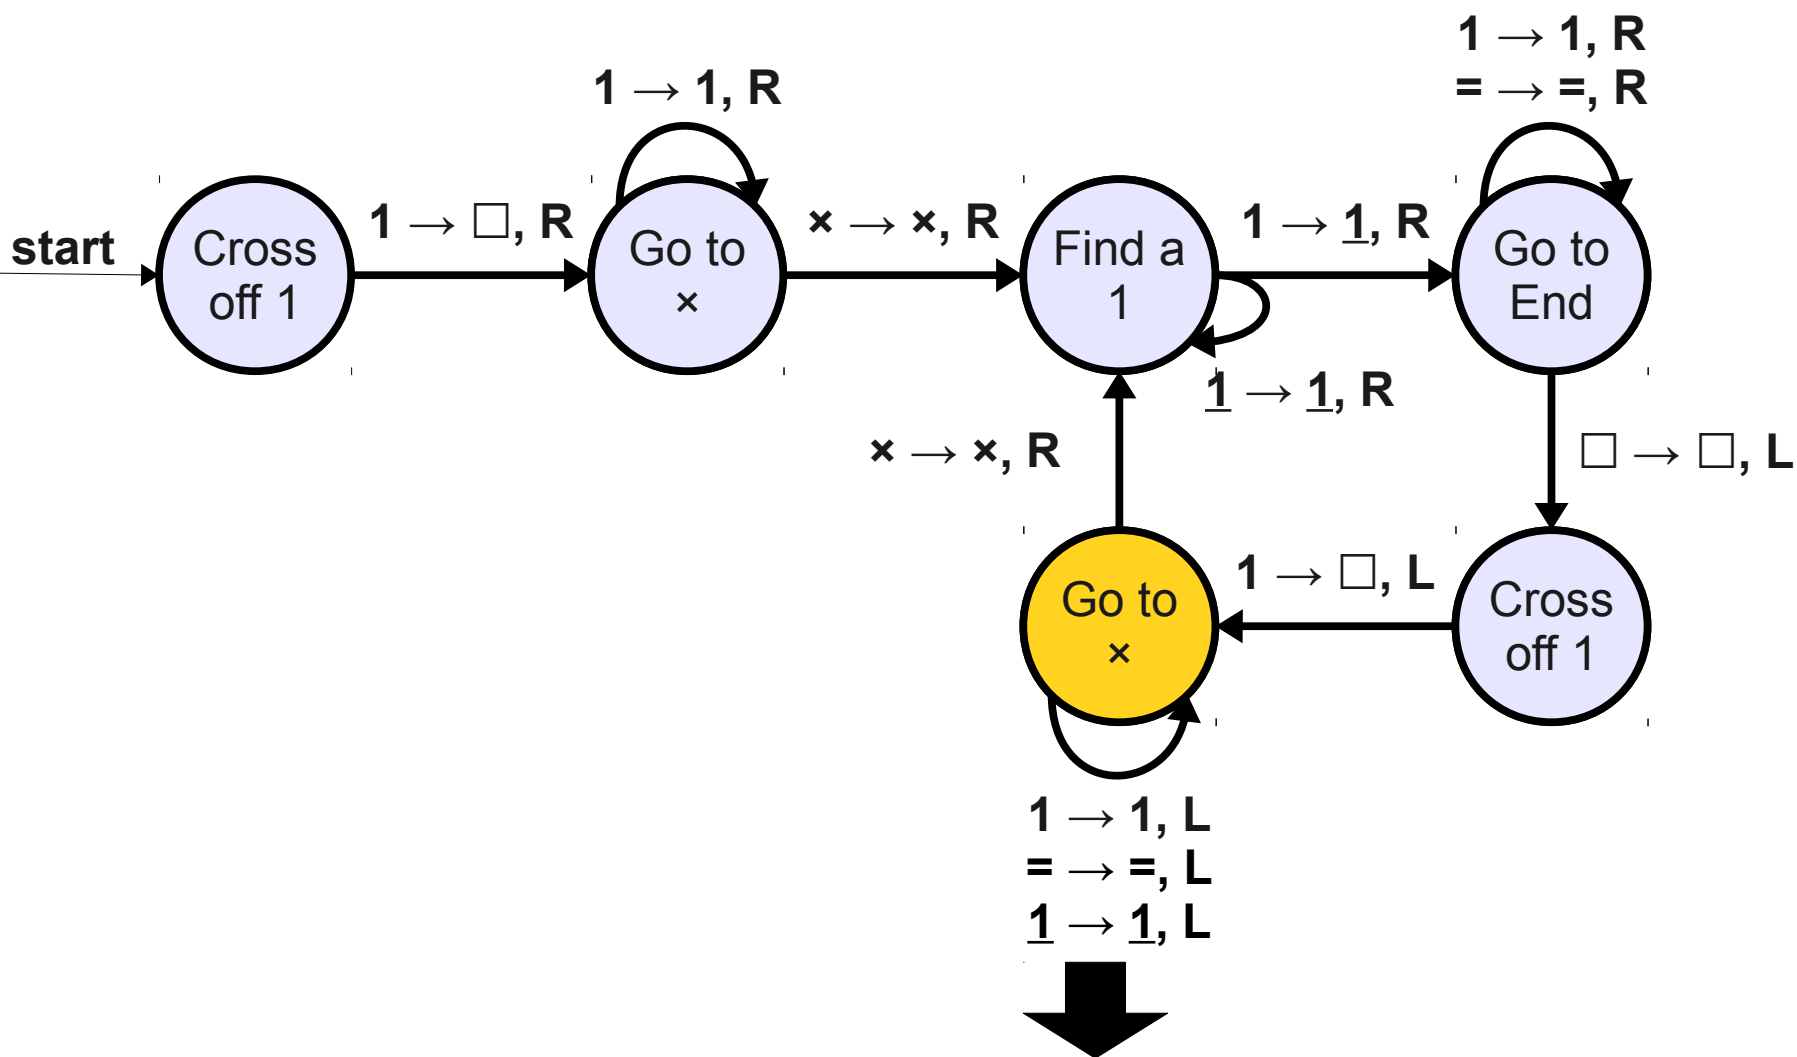 start
Cross
off 1
1 → □, R
1 → 1, R
Go to
×
× → ×, R
Find a
1
1 → 1̲, R
1̲ → 1̲, R
1 → 1, R
= → =, R
Go to
End
□ → □, L
Cross
off 1
1 → □, L
Go to
×
× → ×, R
1 → 1, L
= → =, L
1̲ → 1̲, L